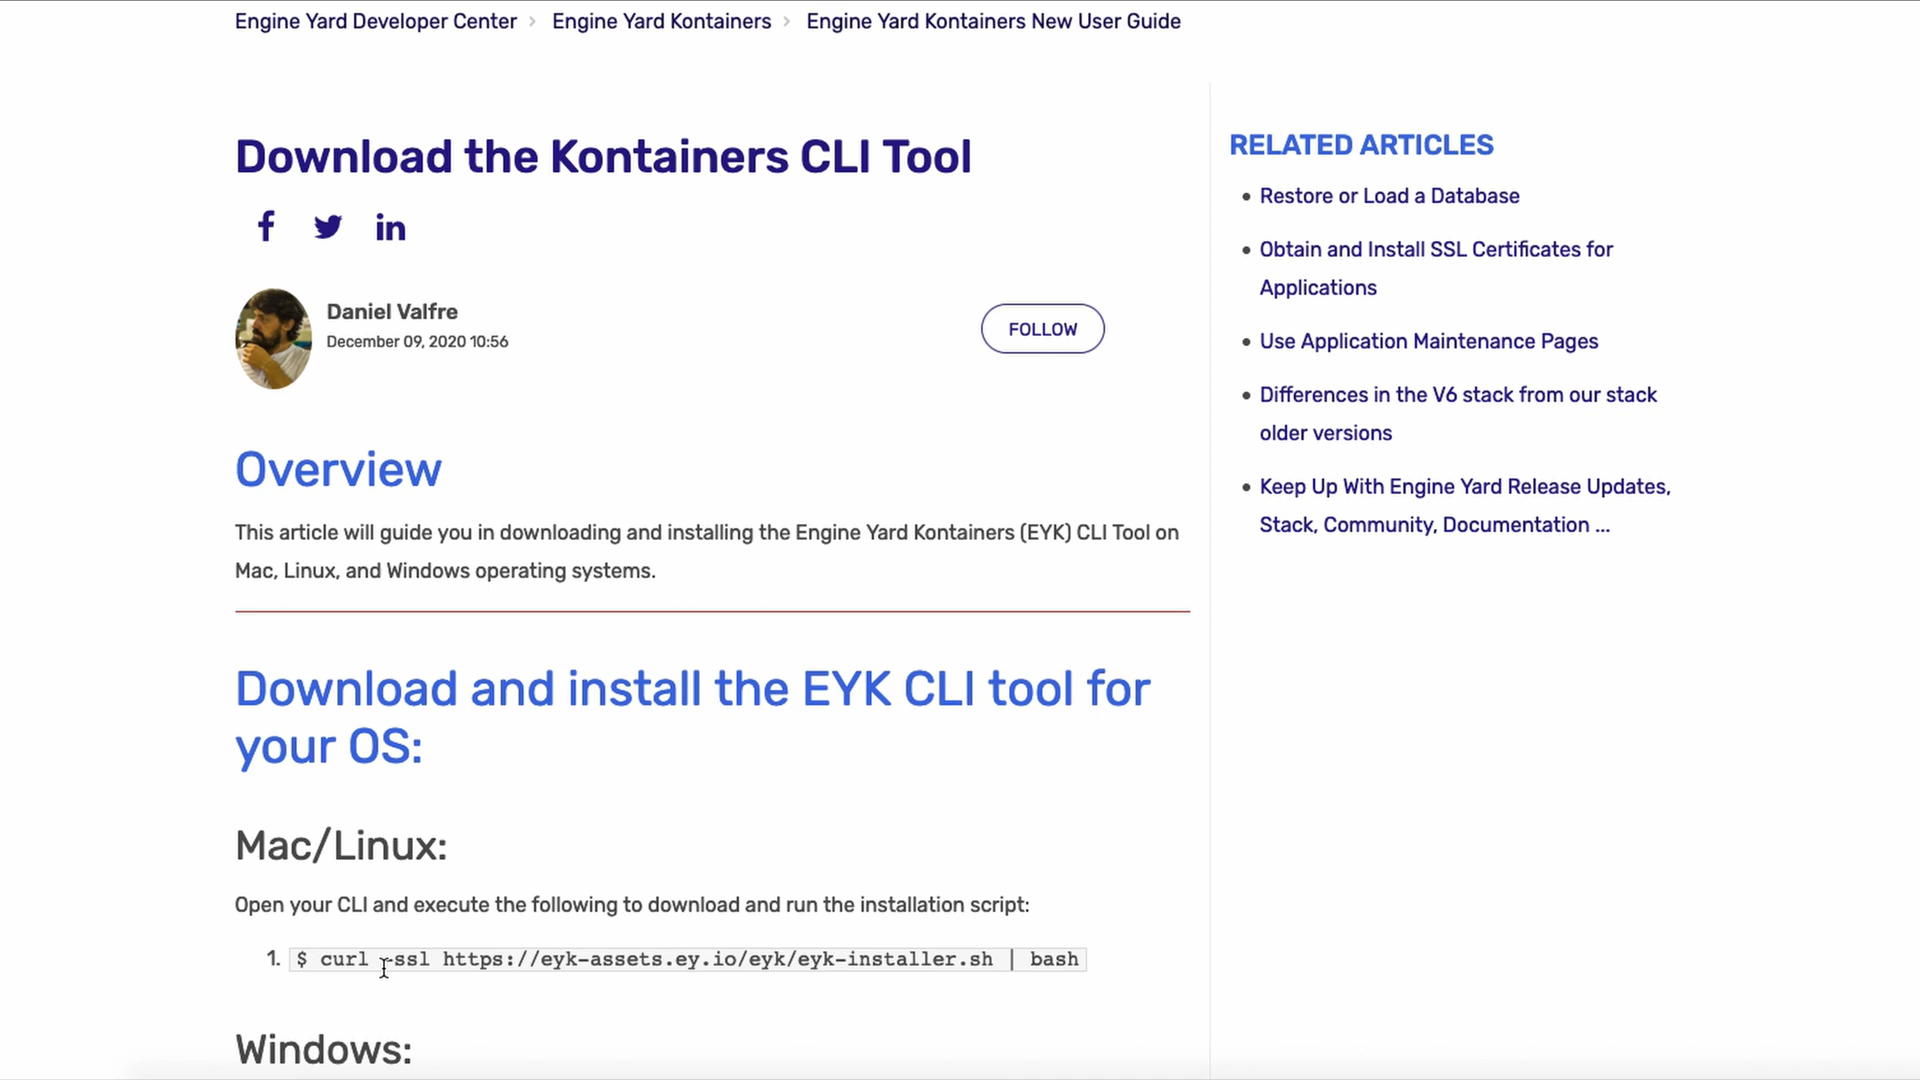 Engine Yard Developer Center > Engine Yard Kontainers > Engine Yard Kontainers New User Guide
Download the Kontainers CLI Tool
Daniel Valfre
December 09, 2020 10:56
FOLLOW
Overview
This article will guide you in downloading and installing the Engine Yard Kontainers (EYK) CLI Tool on
Mac, Linux, and Windows operating systems.
Download and install the EYK CLI tool for
your OS:
Mac/Linux:
Open your CLI and execute the following to download and run the installation script:
1. $ curl -ssl https://eyk-assets.ey.io/eyk/eyk-installer.sh | bash
Windows:
RELATED ARTICLES
• Restore or Load a Database
• Obtain and Install SSL Certificates for
Applications
• Use Application Maintenance Pages
• Differences in the V6 stack from our stack
older versions
• Keep Up With Engine Yard Release Updates,
Stack, Community, Documentation ...